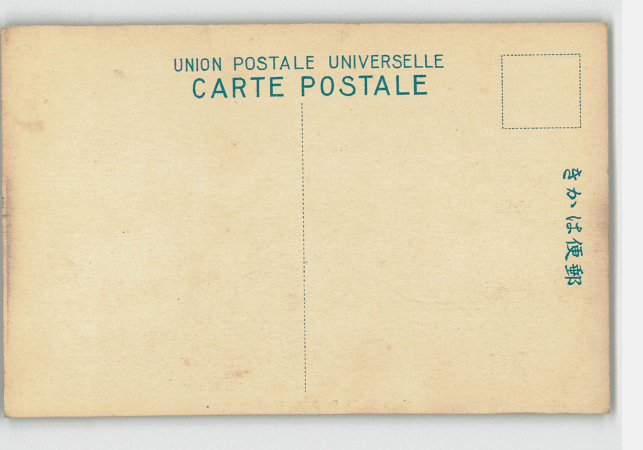 UNION POSTALE UNIVERSELLE
CARTE POSTALE
郵便はかき